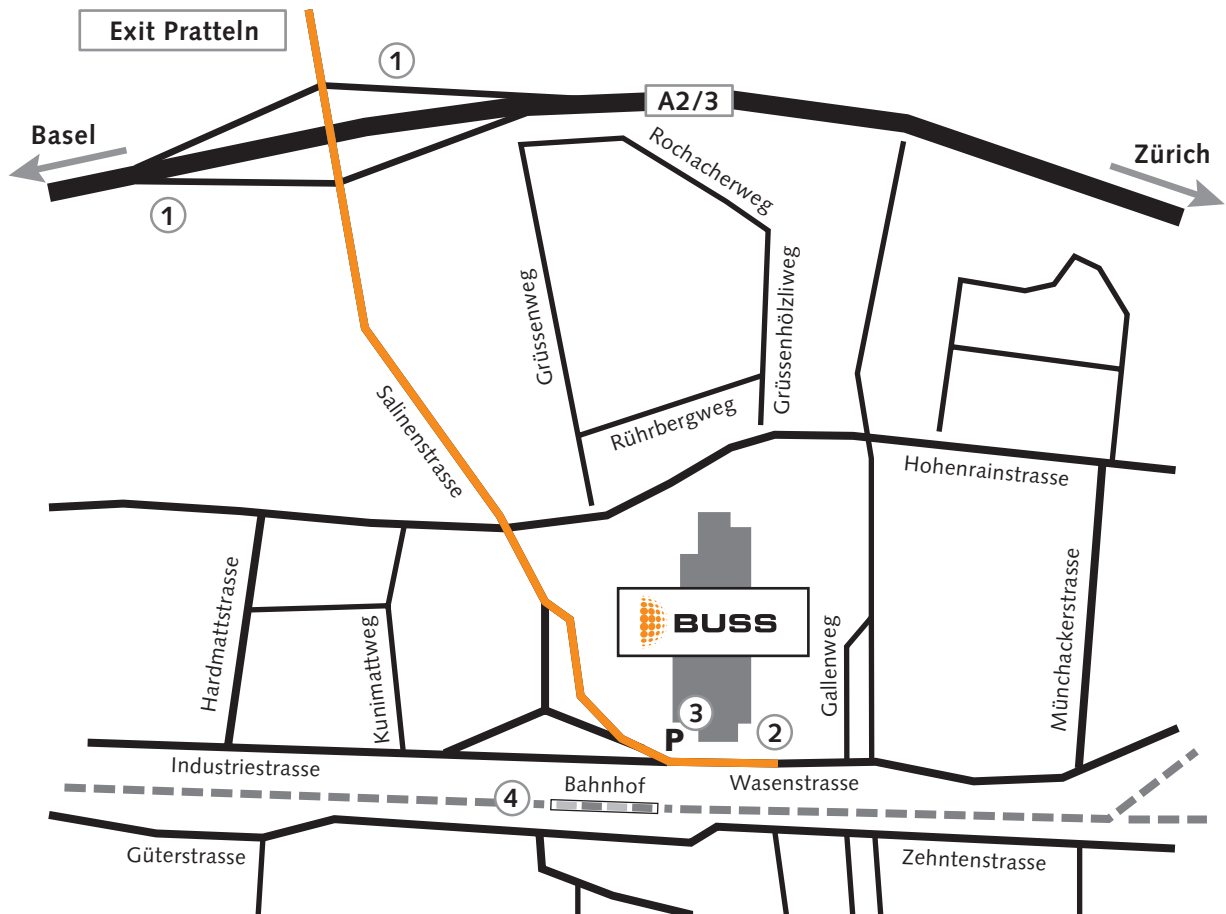 Exit Pratteln
1
A2/3
Basel
Zürich
1
Rochacherweg
Grüssenweg
Grüssenhölzliweg
Rührbergweg
Salinenstrasse
Hohenrainstrasse
Hardmattstrasse
Kunimattweg
BUSS
Gallenweg
Münchackerstrasse
3
P
2
Industriestrasse
Bahnhof
Wasenstrasse
4
Güterstrasse
Zehntenstrasse